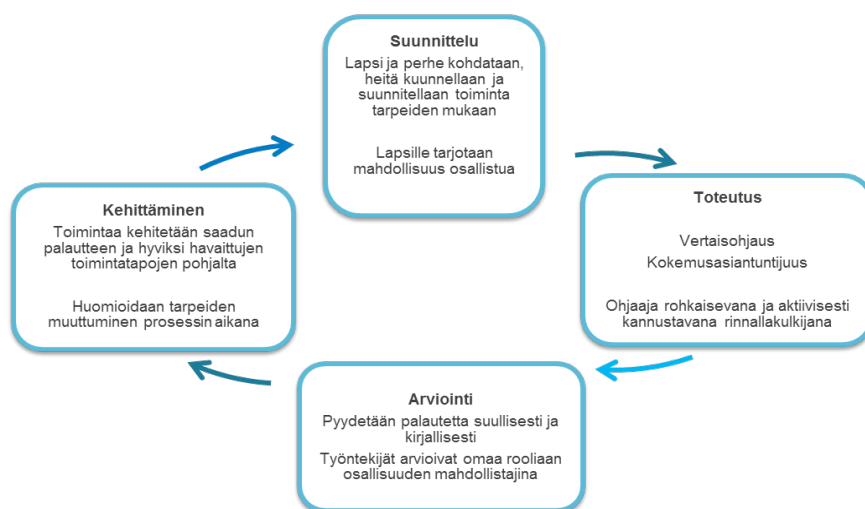 Suunnittelu
Lapsi ja perhe kohdataan,
heitä kuunnellaan ja
suunnitellaan toiminta
tarpeiden mukaan
Lapsille tarjotaan
mahdollisuus osallistua
Toteutus
Vertaisohjaus
Kokemusasiantuntijuus
Ohjaaja rohkaisevana ja aktiivisesti
kannustavana rinnallakulkijana
Arviointi
Pyydetään palautetta suullisesti ja
kirjallisesti
Työntekijät arvioivat omaa rooliaan
osallisuuden mahdollistajina
Kehittäminen
Toimintaa kehitetään saadun
palautteen ja hyviksi havaittujen
toimintatapojen pohjalta
Huomioidaan tarpeiden
muuttuminen prosessin aikana